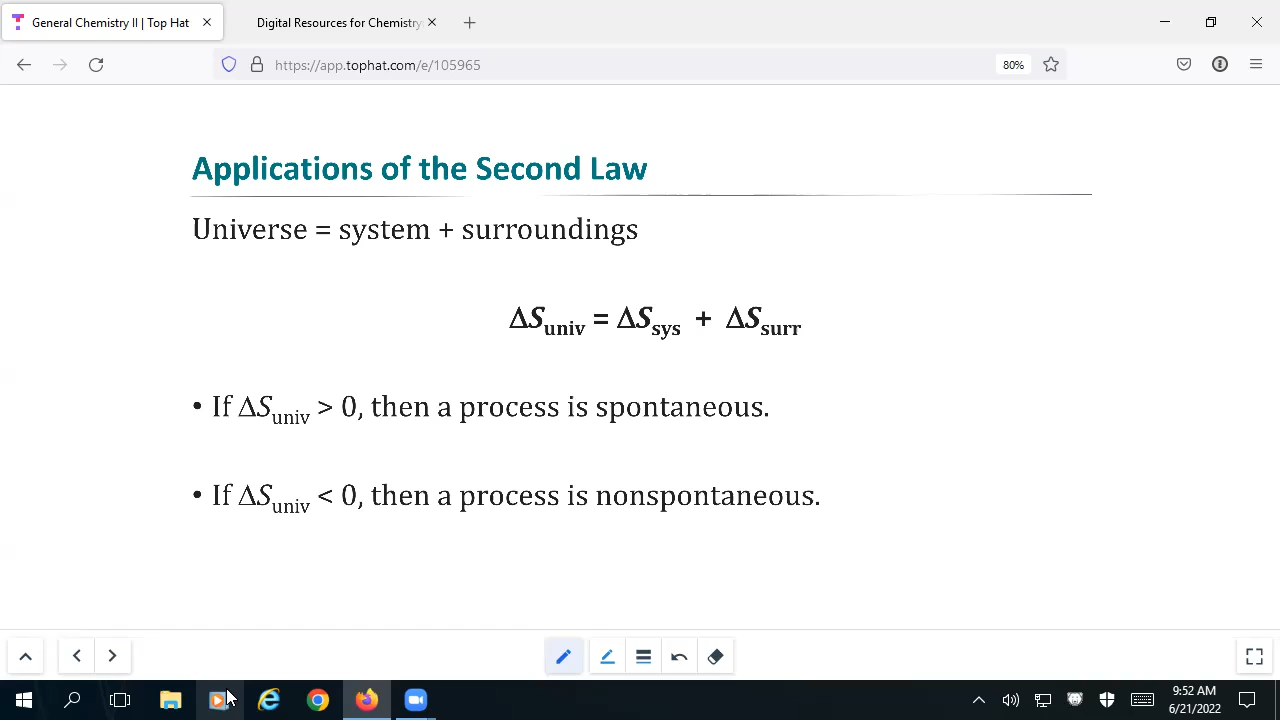 General Chemistry II | Top Hat
Digital Resources for Chemistry
https://app.tophat.com/e/105965
80%
Applications of the Second Law
Universe = system + surroundings
ΔSuniv = ΔSsys + ΔSsurr
• If ΔSuniv > 0, then a process is spontaneous.
• If ΔSuniv < 0, then a process is nonspontaneous.
9:52 AM
6/21/2022